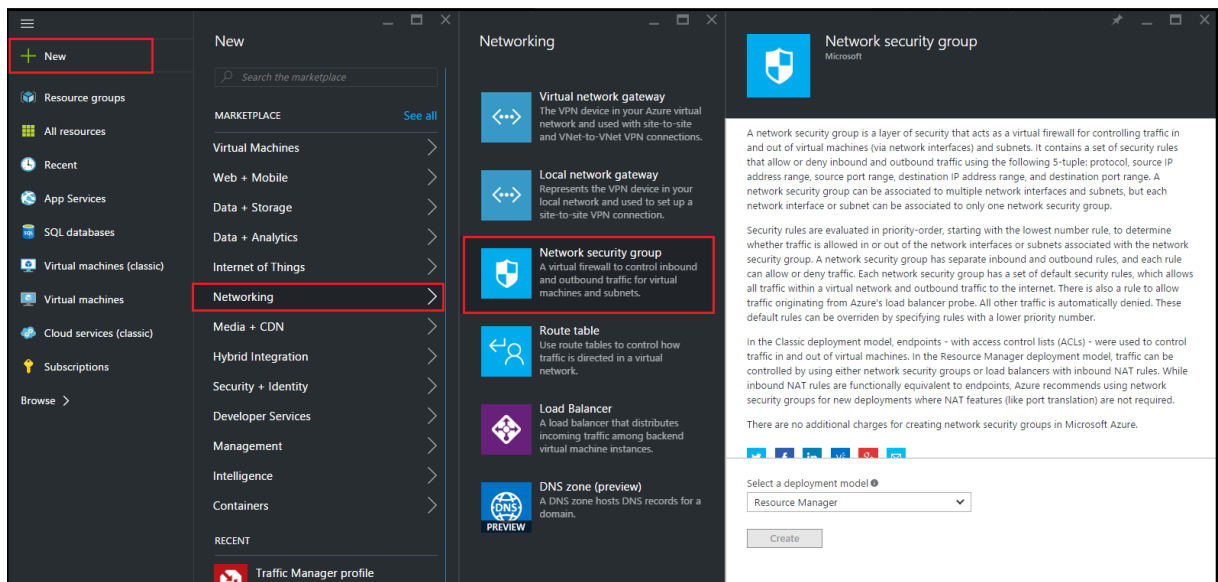 New
Resource groups
All resources
Recent
App Services
SQL databases
Virtual machines (classic)
Virtual machines
Cloud services (classic)
Subscriptions
Browse
New
Search the marketplace
MARKETPLACE
See all
Virtual Machines
Web + Mobile
Data + Storage
Data + Analytics
Internet of Things
Networking
Media + CDN
Hybrid Integration
Security + Identity
Developer Services
Management
Intelligence
Containers
RECENT
Traffic Manager profile
Networking
Virtual network gateway
The VPN device in your Azure virtual
network and used with site-to-site
and VNet-to-VNet VPN connections.
Local network gateway
Represents the VPN device in your
local network and used to set up a
site-to-site VPN connection.
Network security group
A virtual firewall to control inbound
and outbound traffic for virtual
machines and subnets.
Route table
Use route tables to control how
traffic is directed in a virtual
network.
Load Balancer
A load balancer that distributes
incoming traffic among backend
virtual machine instances.
DNS zone (preview)
A DNS zone hosts DNS records for a
domain.
DNS
PREVIEW
Network security group
Microsoft
A network security group is a layer of security that acts as a virtual firewall for controlling traffic in
and out of virtual machines (via network interfaces) and subnets. It contains a set of security rules
that allow or deny inbound and outbound traffic using the following 5-tuple: protocol, source IP
address range, source port range, destination IP address range, and destination port range. A
network security group can be associated to multiple network interfaces and subnets, but each
network interface or subnet can be associated to only one network security group.
Security rules are evaluated in priority-order, starting with the lowest number rule, to determine
whether traffic is allowed in or out of the network interfaces or subnets associated with the network
security group. A network security group has separate inbound and outbound rules, and each rule
can allow or deny traffic. Each network security group has a set of default security rules, which allows
all traffic within a virtual network and outbound traffic to the internet. There is also a rule to allow
traffic originating from Azure's load balancer probe. All other traffic is automatically denied. These
default rules can be overriden by specifying rules with a lower priority number.
In the Classic deployment model, endpoints - with access control lists (ACLs) - were used to control
traffic in and out of virtual machines. In the Resource Manager deployment model, traffic can be
controlled by using either network security groups or load balancers with inbound NAT rules. While
inbound NAT rules are functionally equivalent to endpoints, Azure recommends using network
security groups for new deployments where NAT features (like port translation) are not required.
There are no additional charges for creating network security groups in Microsoft Azure.
Select a deployment model
Resource Manager
Create